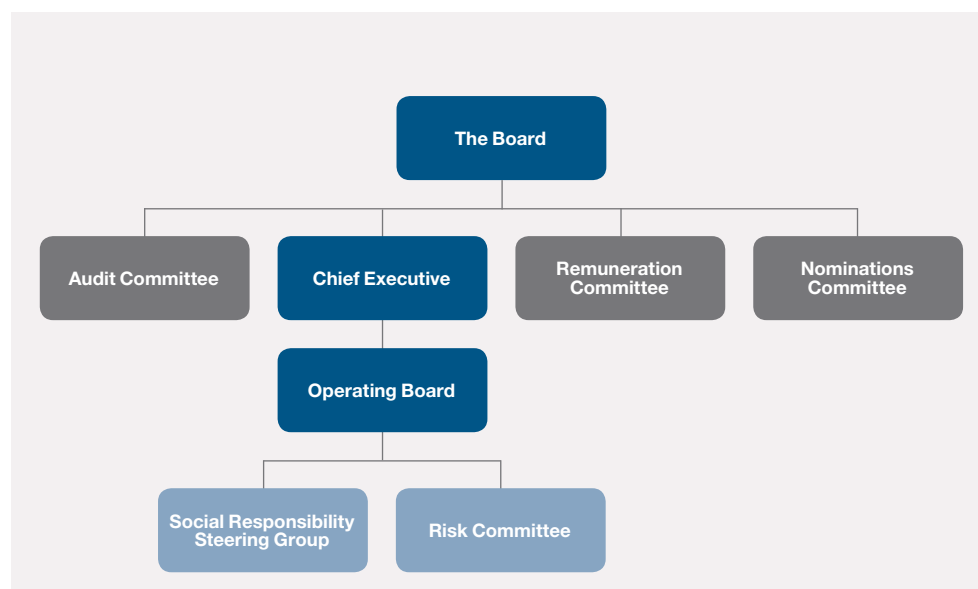 The Board
Audit Committee
Chief Executive
Remuneration
Committee
Nominations
Committee
Operating Board
Social Responsibility
Steering Group
Risk Committee